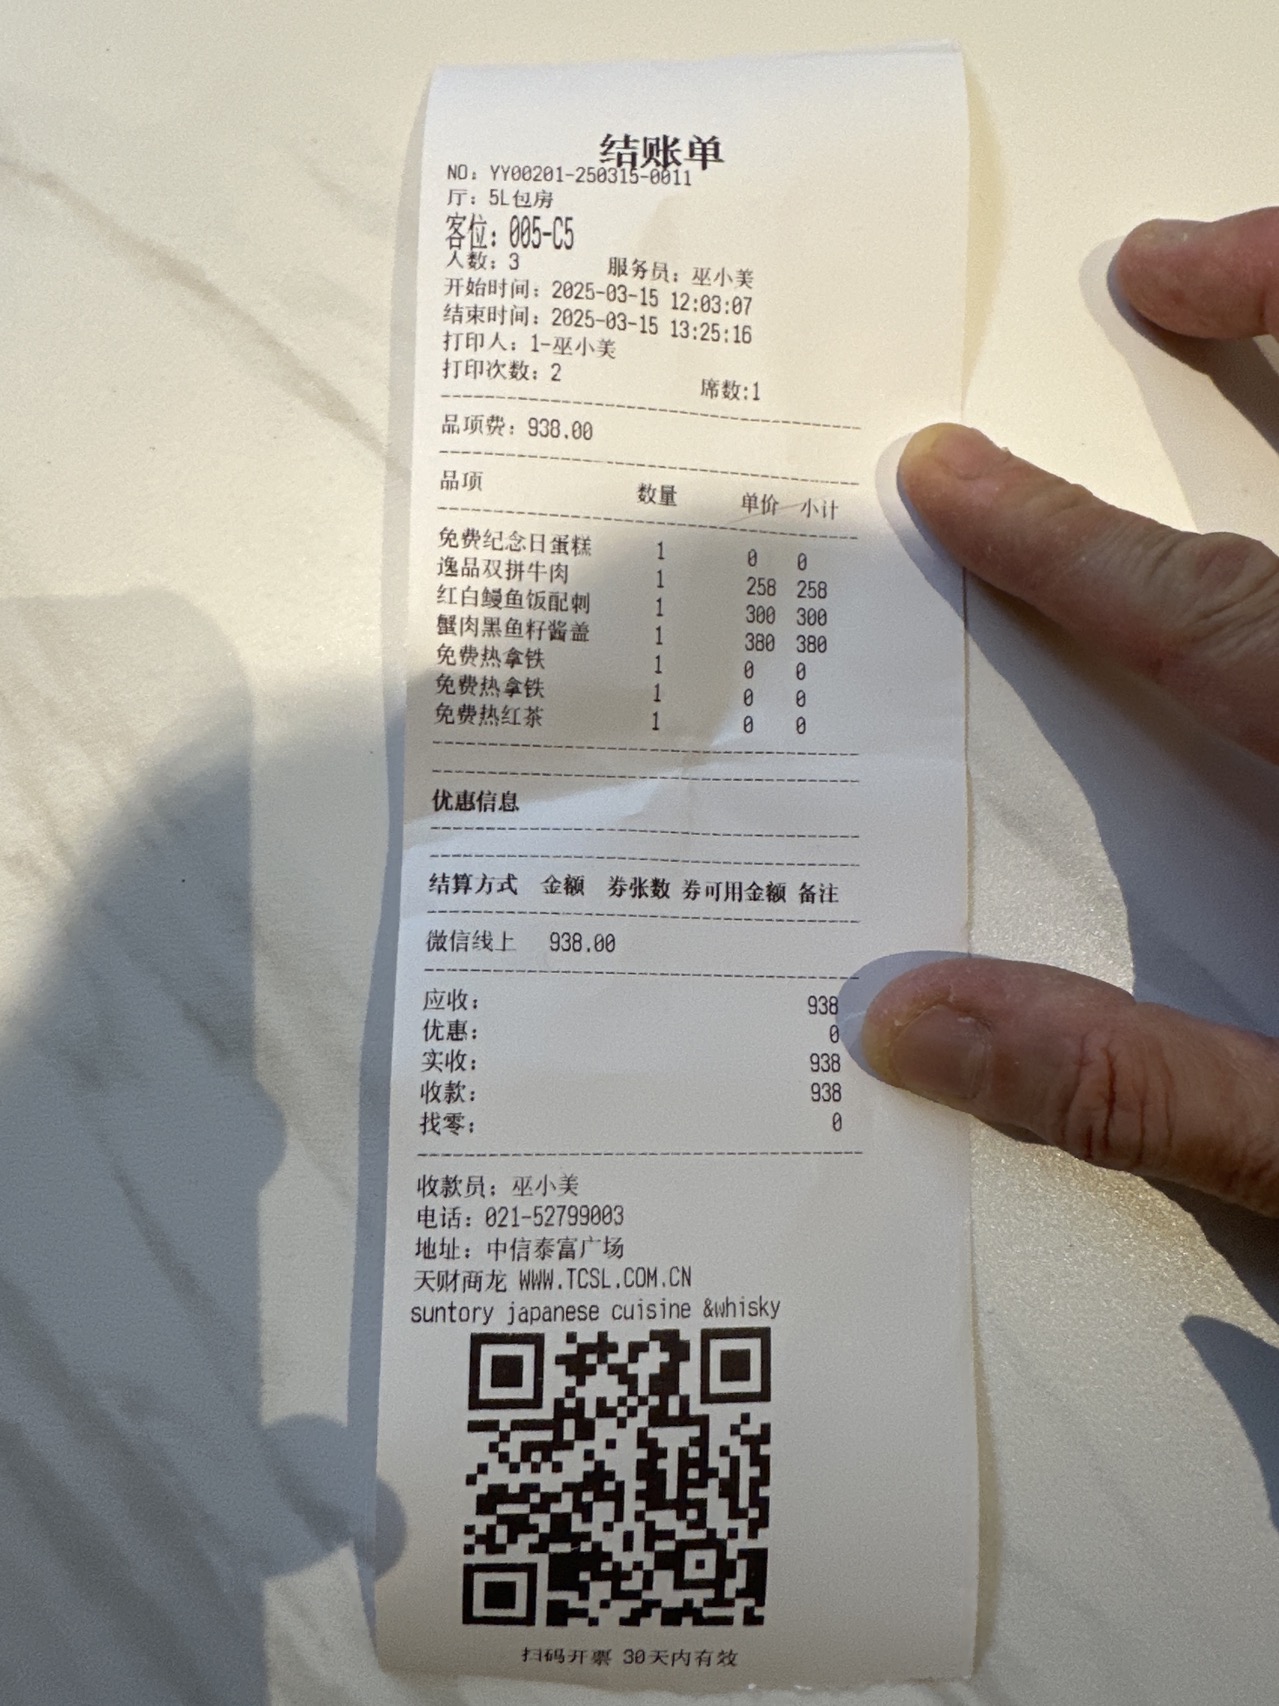 结账单
NO：YY00201-250315-0011
厅：5L包房
客位：005-C5
人数：3 服务员：巫小美
开始时间：2025-03-15 12:03:07
结束时间：2025-03-15 13:25:16
打印人：1-巫小美
打印次数：2 席数:1
品项费：938.00
品项 数量 单价 小计
免费纪念日蛋糕 1 0 0
逸品双拼牛肉 1 258 258
红白鳗鱼饭配刺 1 300 300
蟹肉黑鱼籽酱盖 1 380 380
免费热拿铁 1 0 0
免费热拿铁 1 0 0
免费热红茶 1 0 0
优惠信息
结算方式 金额 券张数 券可用金额 备注
微信线上 938.00
应收： 938
优惠： 0
实收： 938
收款： 938
找零： 0
收款员：巫小美
电话：021-52799003
地址：中信泰富广场
天财商龙 WWW.TCSL.COM.CN
suntory japanese cuisine &whisky
扫码开票 30天内有效